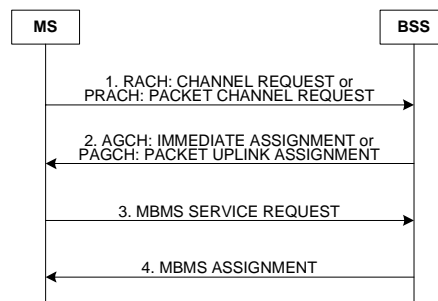 MS
BSS
1. RACH: CHANNEL REQUEST or
PRACH: PACKET CHANNEL REQUEST
2. AGCH: IMMEDIATE ASSIGNMENT or
PAGCH: PACKET UPLINK ASSIGNMENT
3. MBMS SERVICE REQUEST
4. MBMS ASSIGNMENT